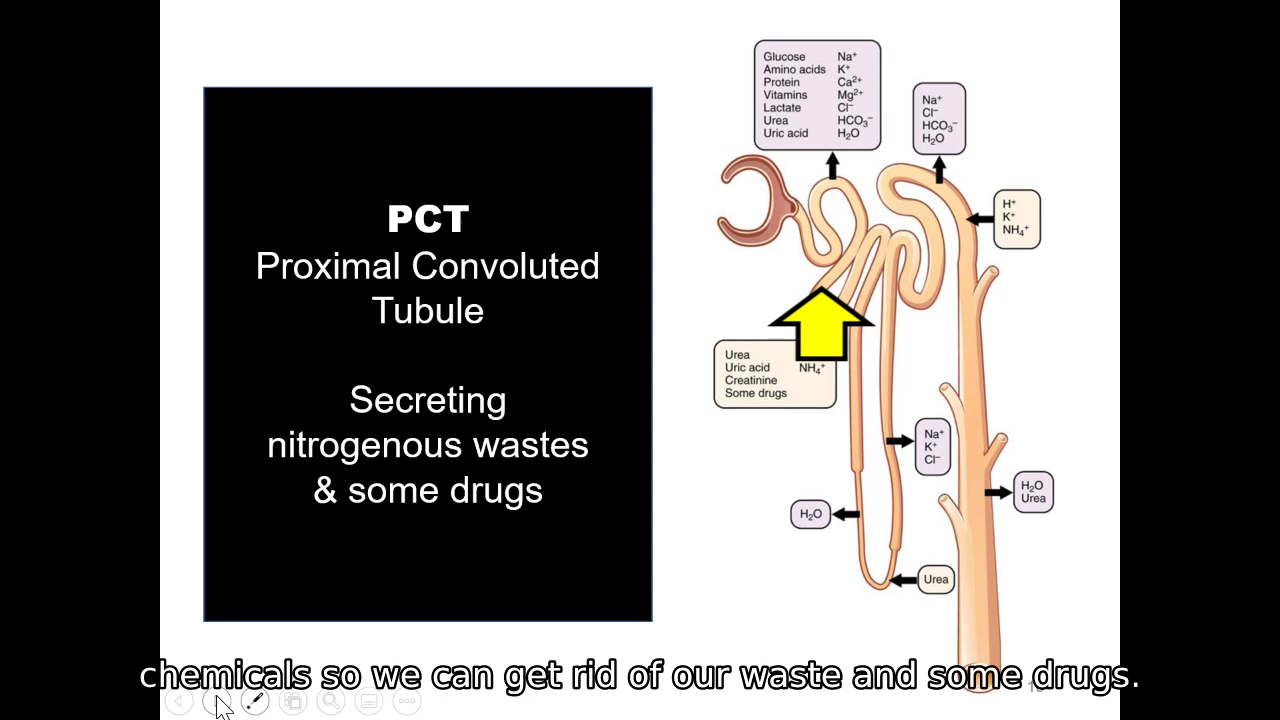 PCT
Proximal Convoluted
Tubule
Secreting
nitrogenous wastes
& some drugs
Glucose Na⁺
Amino acids K⁺
Protein Ca²⁺
Vitamins Mg²⁺
Lactate Cl⁻
Urea HCO₃⁻
Uric acid H₂O
Na⁺
Cl⁻
HCO₃⁻
H₂O
H⁺
K⁺
NH₄⁺
Urea
Uric acid NH₄⁺
Creatinine
Some drugs
Na⁺
K⁺
Cl⁻
H₂O
Urea
H₂O
Urea
chemicals so we can get rid of our waste and some drugs.